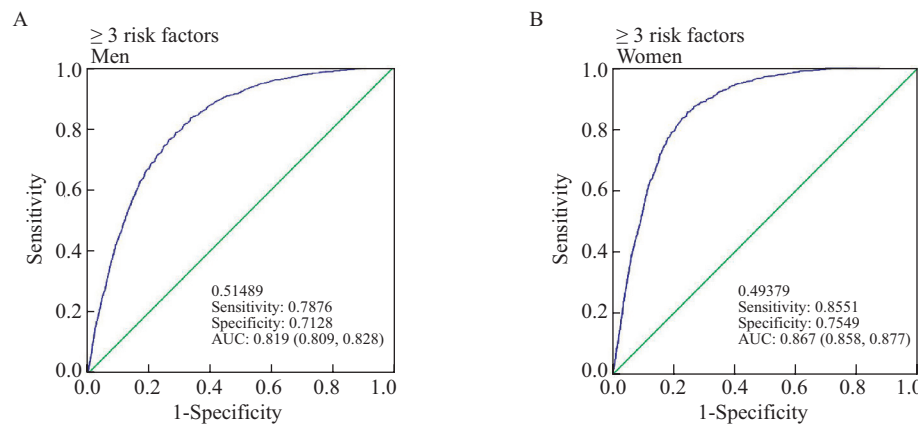 A
≥ 3 risk factors
Men
1.0
0.8
0.6
0.4
0.2
0.0
Sensitivity
0.51489
Sensitivity: 0.7876
Specificity: 0.7128
AUC: 0.819 (0.809, 0.828)
0.0 0.2 0.4 0.6 0.8 1.0
1-Specificity
B
≥ 3 risk factors
Women
1.0
0.8
0.6
0.4
0.2
0.0
Sensitivity
0.49379
Sensitivity: 0.8551
Specificity: 0.7549
AUC: 0.867 (0.858, 0.877)
0.0 0.2 0.4 0.6 0.8 1.0
1-Specificity